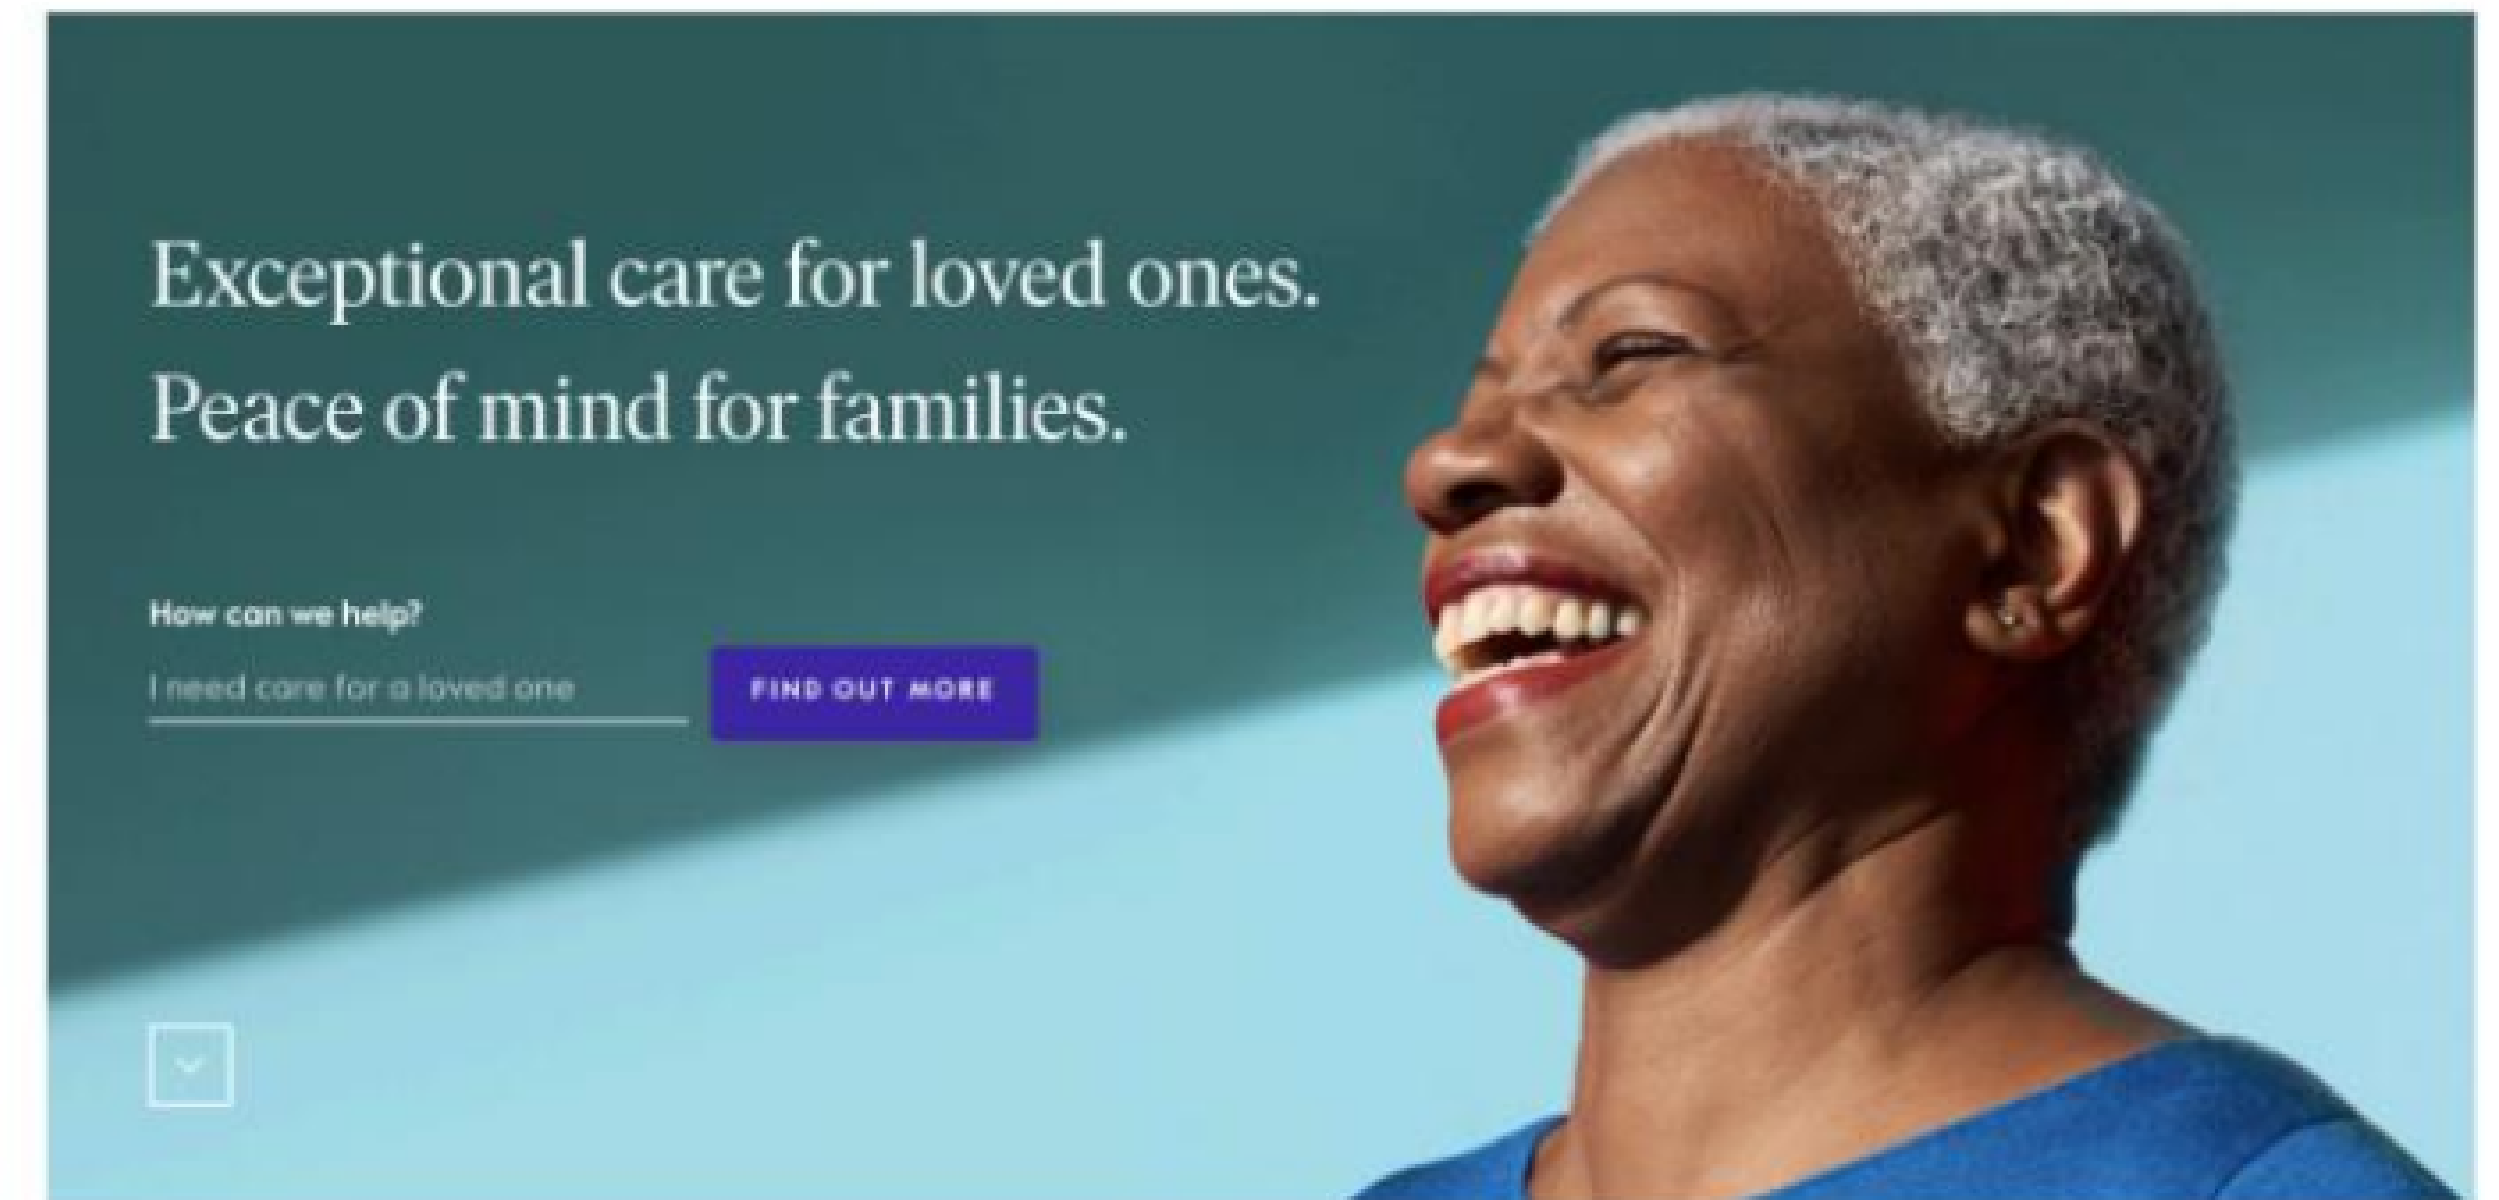 Exceptional care for loved ones.
Peace of mind for families.
How can we help?
I need care for a loved one
FIND OUT MORE